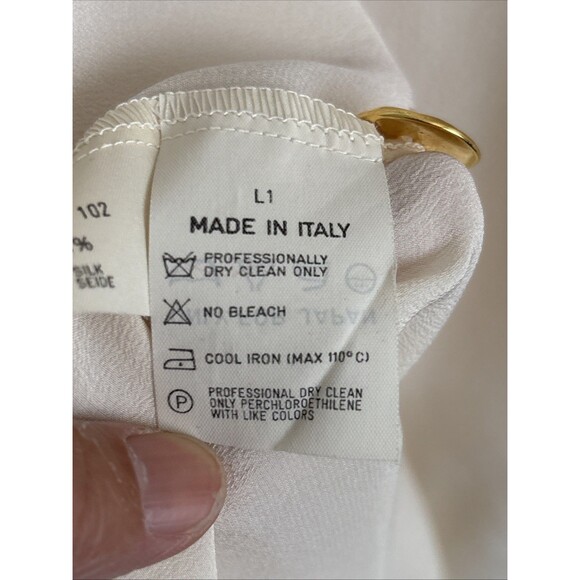 102
%
SILK
SEIDE
L1
MADE IN ITALY
PROFESSIONALLY
DRY CLEAN ONLY
NO BLEACH
COOL IRON (MAX 110°C)
P
PROFESSIONAL DRY CLEAN
ONLY PERCHLOROETHILENE
WITH LIKE COLORS